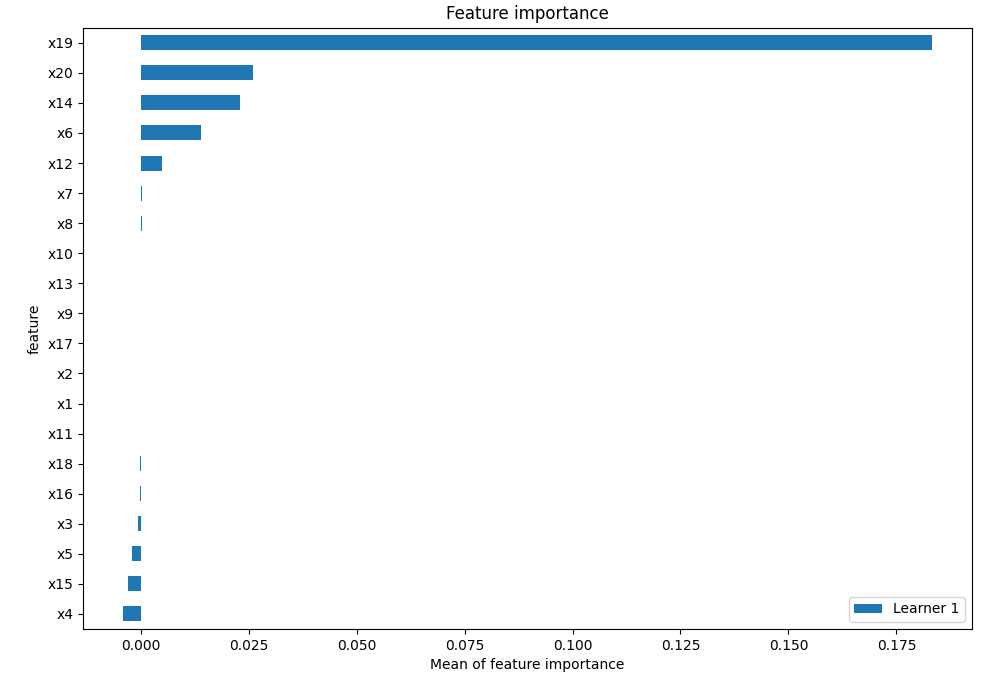 Feature importance
x19
x20
x14
x6
x12
x7
x8
x10
x13
x9
x17
x2
x1
x11
x18
x16
x3
x5
x15
x4
feature
Learner 1
0.000 0.025 0.050 0.075 0.100 0.125 0.150 0.175
Mean of feature importance